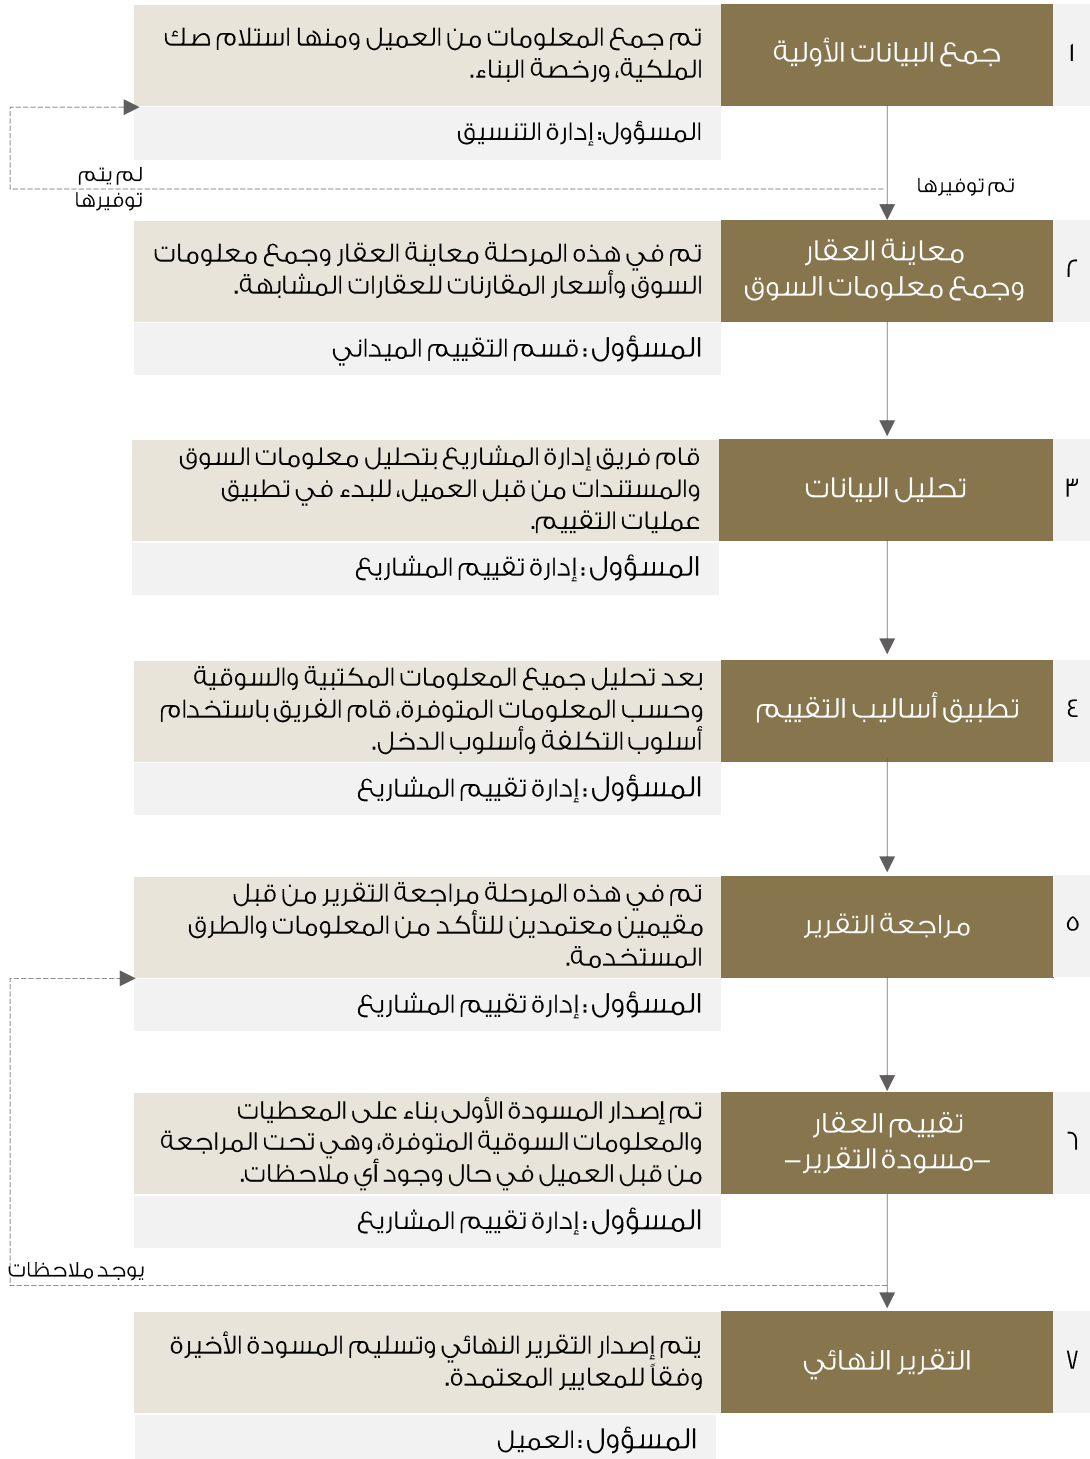 ١
جمع البيانات الأولية
تم جمع المعلومات من العميل ومنها استلام صك
الملكية، ورخصة البناء.
المسؤول: إدارة التنسيق
تم توفيرها
لم يتم
توفيرها
٢
معاينة العقار
وجمع معلومات السوق
تم في هذه المرحلة معاينة العقار وجمع معلومات
السوق وأسعار المقارنات للعقارات المشابهة.
المسؤول : قسم التقييم الميداني
٣
تحليل البيانات
قام فريق إدارة المشاريع بتحليل معلومات السوق
والمستندات من قبل العميل، للبدء في تطبيق
عمليات التقييم.
المسؤول : إدارة تقييم المشاريع
٤
تطبيق أساليب التقييم
بعد تحليل جميع المعلومات المكتبية والسوقية
وحسب المعلومات المتوفرة، قام الفريق باستخدام
أسلوب التكلفة وأسلوب الدخل.
المسؤول : إدارة تقييم المشاريع
٥
مراجعة التقرير
تم في هذه المرحلة مراجعة التقرير من قبل
مقيمين معتمدين للتأكد من المعلومات والطرق
المستخدمة.
المسؤول : إدارة تقييم المشاريع
٦
تقييم العقار
–مسودة التقرير–
تم إصدار المسودة الأولى بناء على المعطيات
والمعلومات السوقية المتوفرة، وهي تحت المراجعة
من قبل العميل في حال وجود أي ملاحظات.
المسؤول : إدارة تقييم المشاريع
يوجد ملاحظات
٧
التقرير النهائي
يتم إصدار التقرير النهائي وتسليم المسودة الأخيرة
وفقاً للمعايير المعتمدة.
المسؤول : العميل